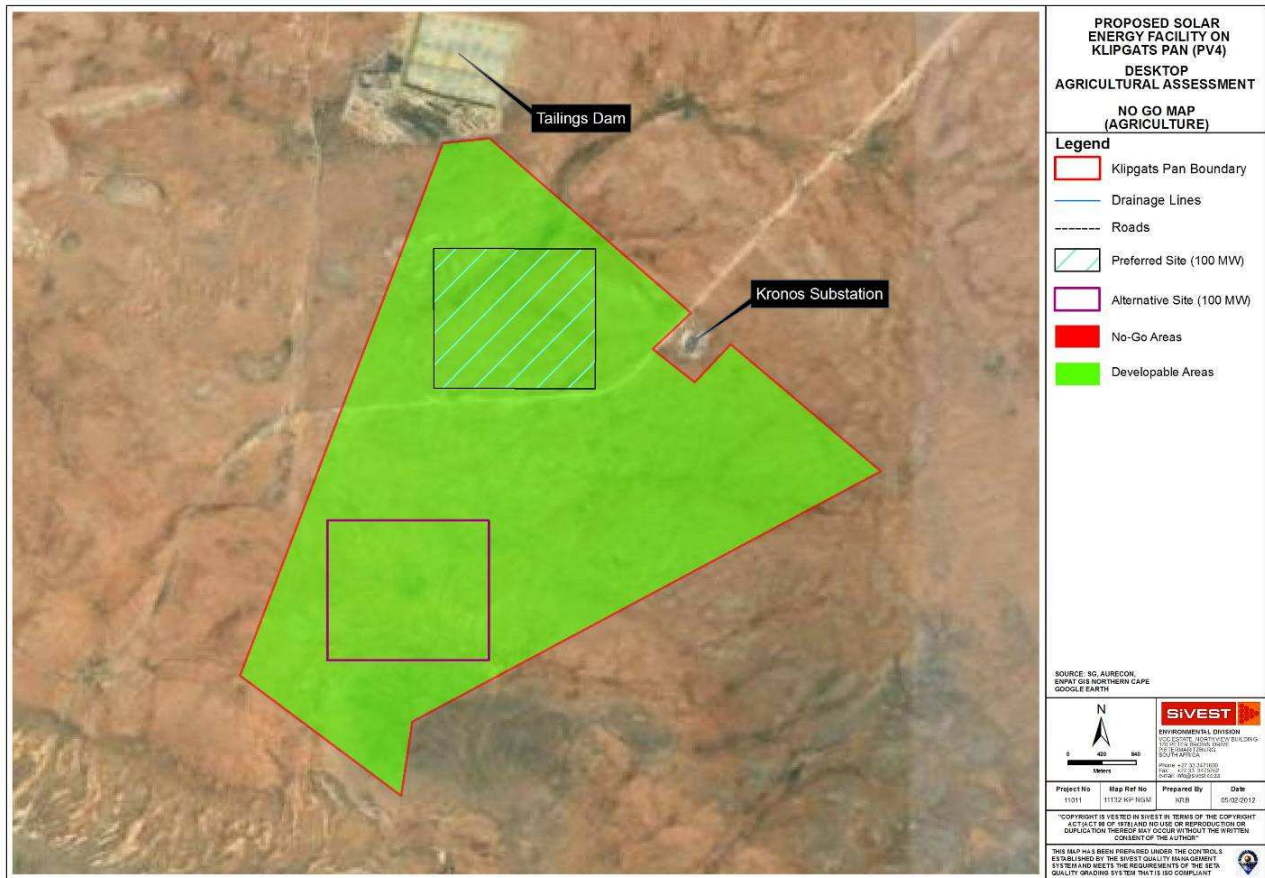 Tailings Dam
Kronos Substation
PROPOSED SOLAR
ENERGY FACILITY ON
KLIPGATS PAN (PV4)
DESKTOP
AGRICULTURAL ASSESSMENT
NO GO MAP
(AGRICULTURE)
Legend
Klipgats Pan Boundary
Drainage Lines
Roads
Preferred Site (100 MW)
Alternative Site (100 MW)
No-Go Areas
Developable Areas
SOURCE: SG, AURECON,
ENPAT GIS NORTHERN CAPE
GOOGLE EARTH
N
0 420 840
Meters
SiVEST
ENVIRONMENTAL DIVISION
SOUTH AFRICA
Project No Map Ref No Prepared By Date
11011 11132 KP NGM KRB 05/02/2012
"COPYRIGHT IS VESTED IN SIVEST IN TERMS OF THE COPYRIGHT
ACT (ACT 98 OF 1978) AND NO USE OR REPRODUCTION OR
DUPLICATION THEREOF MAY OCCUR WITHOUT THE WRITTEN
CONSENT OF THE AUTHOR"
THIS MAP HAS BEEN PREPARED UNDER THE CONTROLS
ESTABLISHED BY THE SIVEST QUALITY MANAGEMENT
SYSTEM AND MEETS THE REQUIREMENTS OF THE SETA
QUALITY GRADING SYSTEM THAT IS ISO COMPLIANT